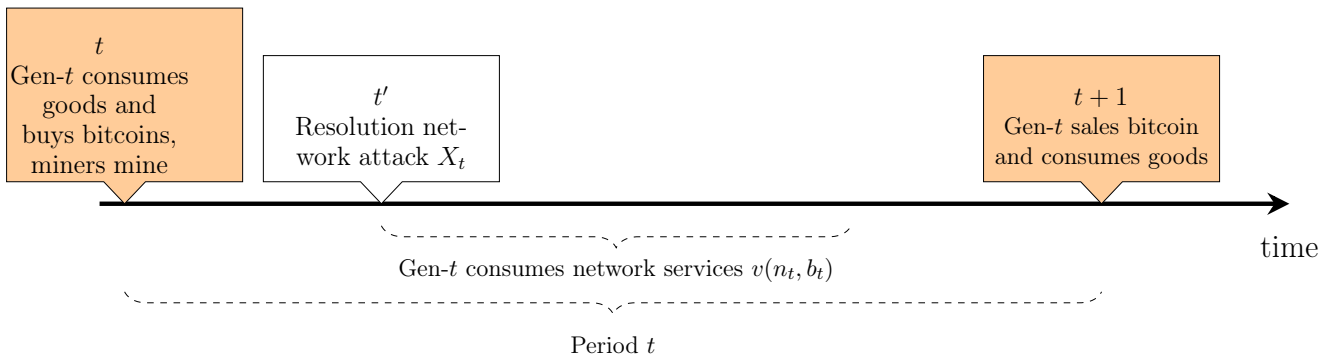 t
Gen-t consumes
goods and
buys bitcoins,
miners mine
t′
Resolution net-
work attack X_t
t + 1
Gen-t sales bitcoin
and consumes goods
time
Gen-t consumes network services v(n_t, b_t)
Period t